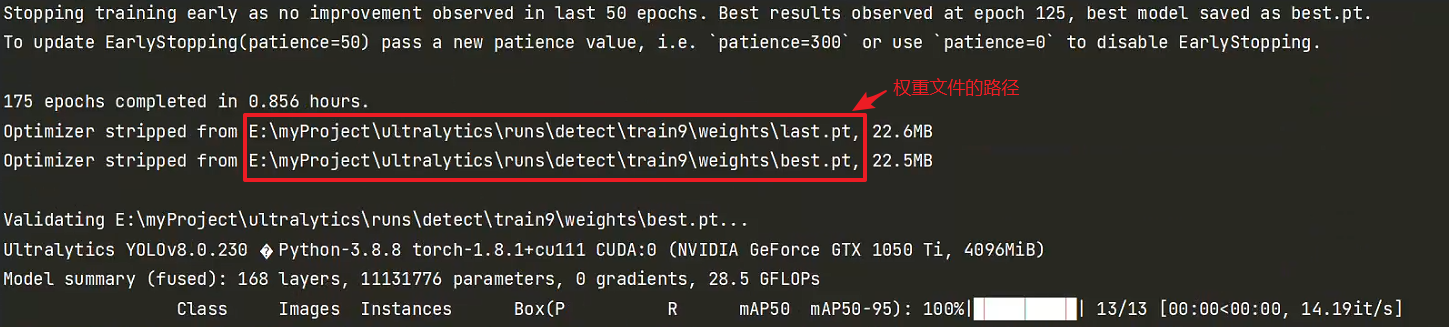 Stopping training early as no improvement observed in last 50 epochs. Best results observed at epoch 125, best model saved as best.pt.
To update EarlyStopping(patience=50) pass a new patience value, i.e. `patience=300` or use `patience=0` to disable EarlyStopping.
权重文件的路径
175 epochs completed in 0.856 hours.
Optimizer stripped from E:\myProject\ultralytics\runs\detect\train9\weights\last.pt, 22.6MB
Optimizer stripped from E:\myProject\ultralytics\runs\detect\train9\weights\best.pt, 22.5MB
Validating E:\myProject\ultralytics\runs\detect\train9\weights\best.pt...
Ultralytics YOLOv8.0.230 �Python-3.8.8 torch-1.8.1+cu111 CUDA:0 (NVIDIA GeForce GTX 1050 Ti, 4096MiB)
Model summary (fused): 168 layers, 11131776 parameters, 0 gradients, 28.5 GFLOPs
Class Images Instances Box(P R mAP50 mAP50-95): 100%|██████████| 13/13 [00:00<00:00, 14.19it/s]